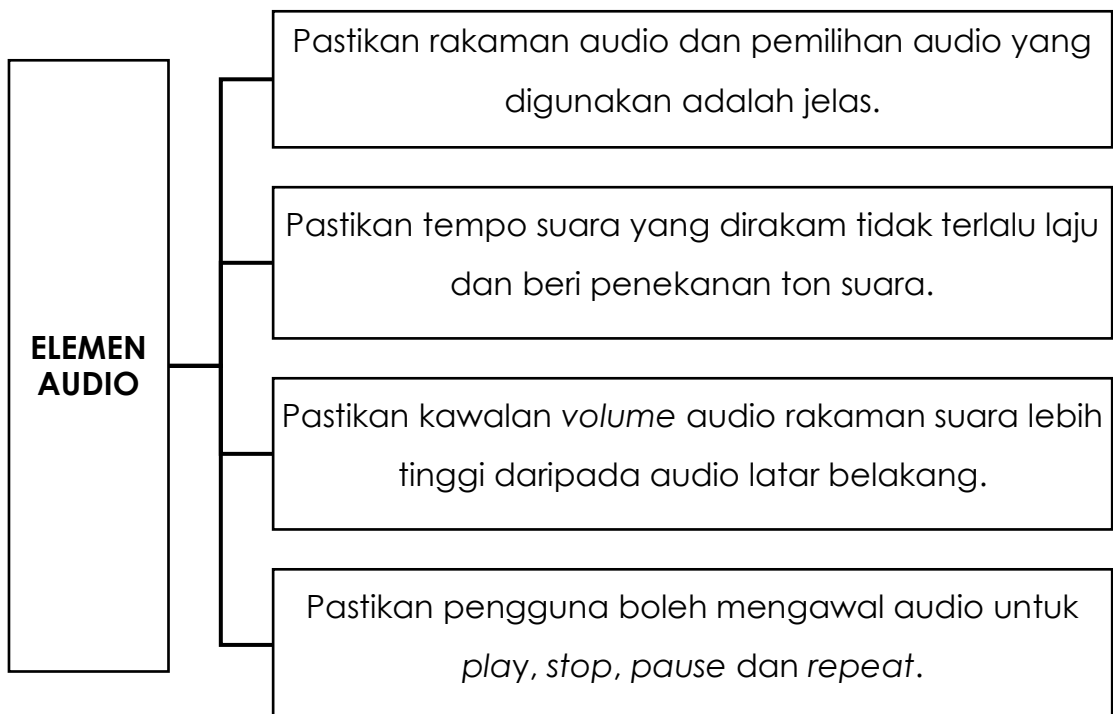 Pastikan rakaman audio dan pemilihan audio yang
digunakan adalah jelas.
Pastikan tempo suara yang dirakam tidak terlalu laju
dan beri penekanan ton suara.
ELEMEN
AUDIO
Pastikan kawalan volume audio rakaman suara lebih
tinggi daripada audio latar belakang.
Pastikan pengguna boleh mengawal audio untuk
play, stop, pause dan repeat.